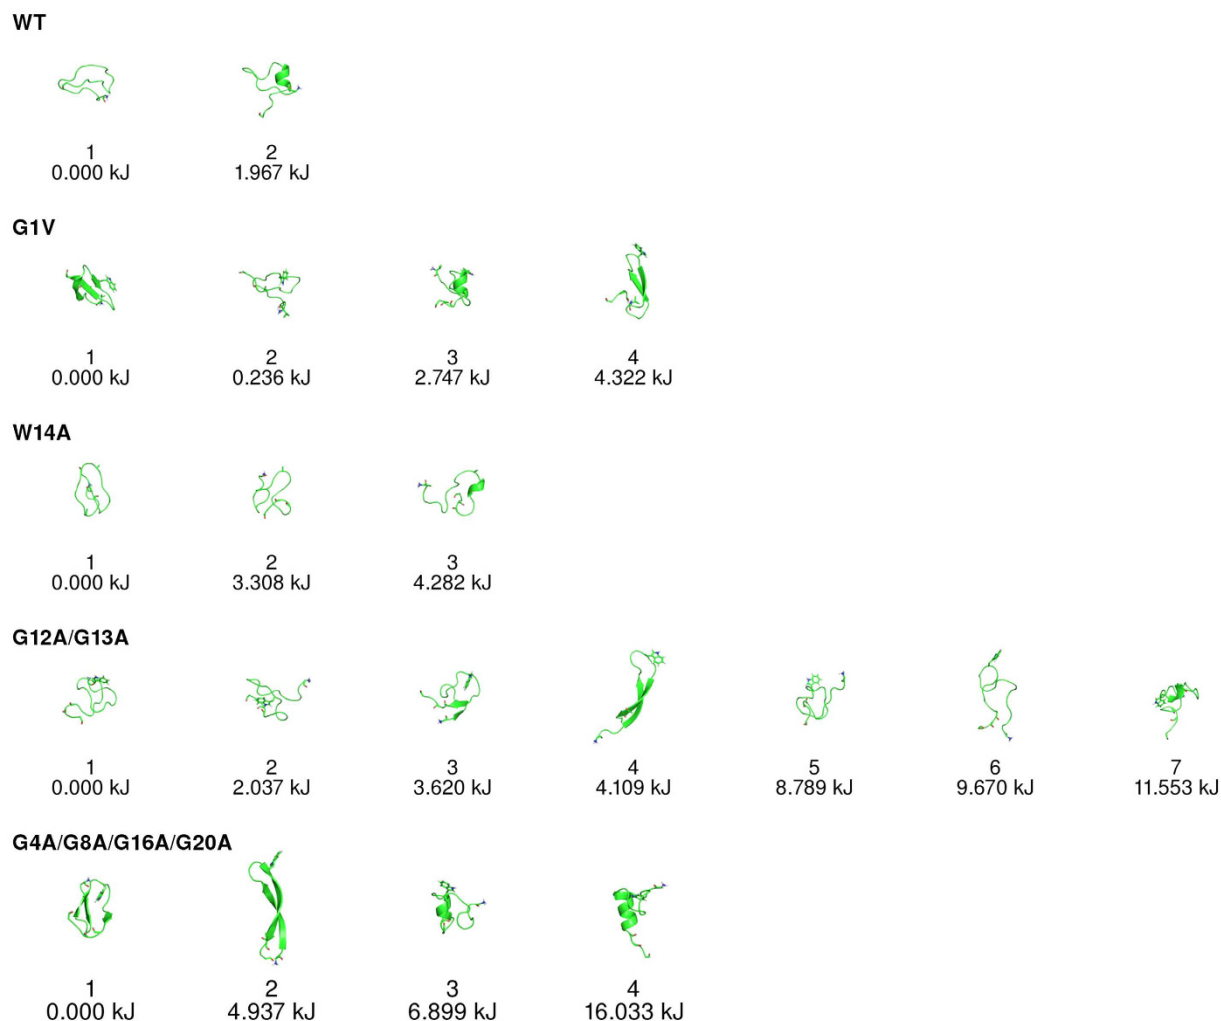 WT
1 2
0.000 kJ 1.967 kJ
G1V
1 2 3 4
0.000 kJ 0.236 kJ 2.747 kJ 4.322 kJ
W14A
1 2 3
0.000 kJ 3.308 kJ 4.282 kJ
G12A/G13A
1 2 3 4 5 6 7
0.000 kJ 2.037 kJ 3.620 kJ 4.109 kJ 8.789 kJ 9.670 kJ 11.553 kJ
G4A/G8A/G16A/G20A
1 2 3 4
0.000 kJ 4.937 kJ 6.899 kJ 16.033 kJ